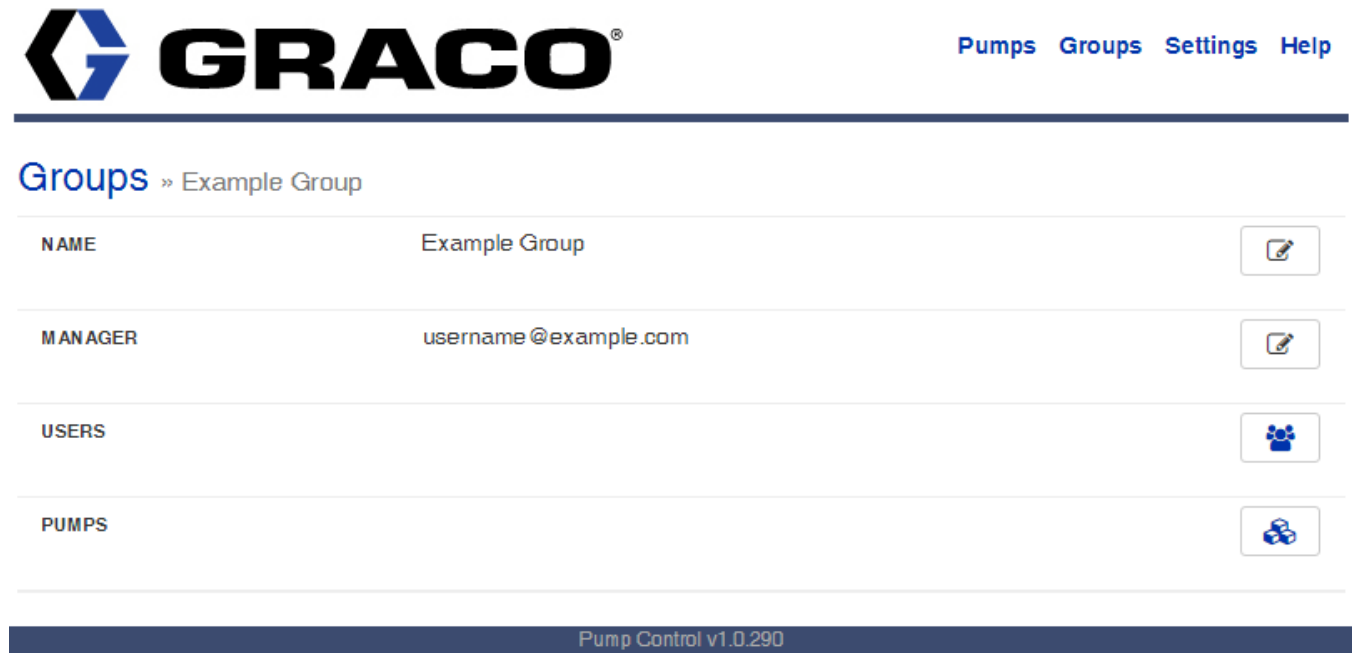 GRACO®
Pumps Groups Settings Help
Groups » Example Group
NAME Example Group
MANAGER username@example.com
USERS
PUMPS
Pump Control v1.0.290